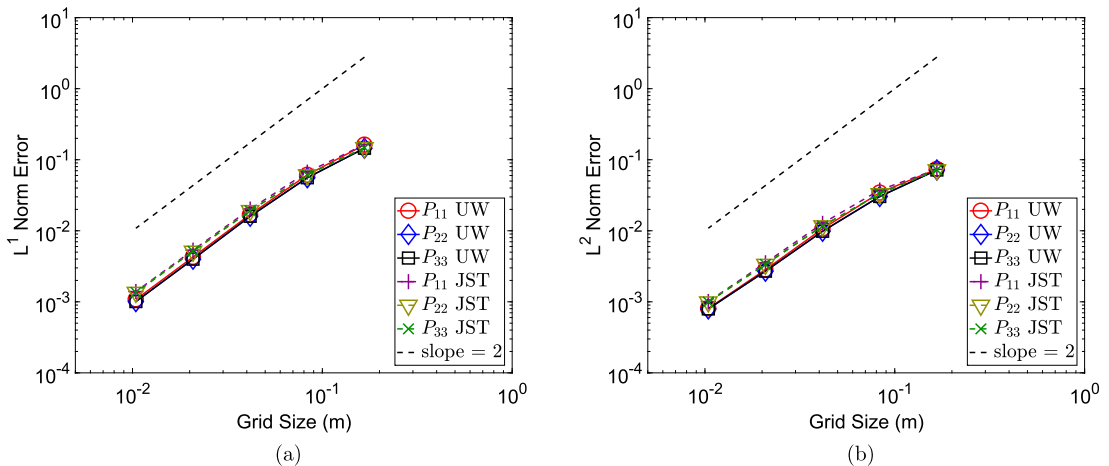 L^1 Norm Error
10^1
10^0
10^-1
10^-2
10^-3
10^-4
10^-2
10^-1
10^0
Grid Size (m)
P_11 UW
P_22 UW
P_33 UW
P_11 JST
P_22 JST
P_33 JST
slope = 2
(a)
L^2 Norm Error
10^1
10^0
10^-1
10^-2
10^-3
10^-4
10^-2
10^-1
10^0
Grid Size (m)
P_11 UW
P_22 UW
P_33 UW
P_11 JST
P_22 JST
P_33 JST
slope = 2
(b)